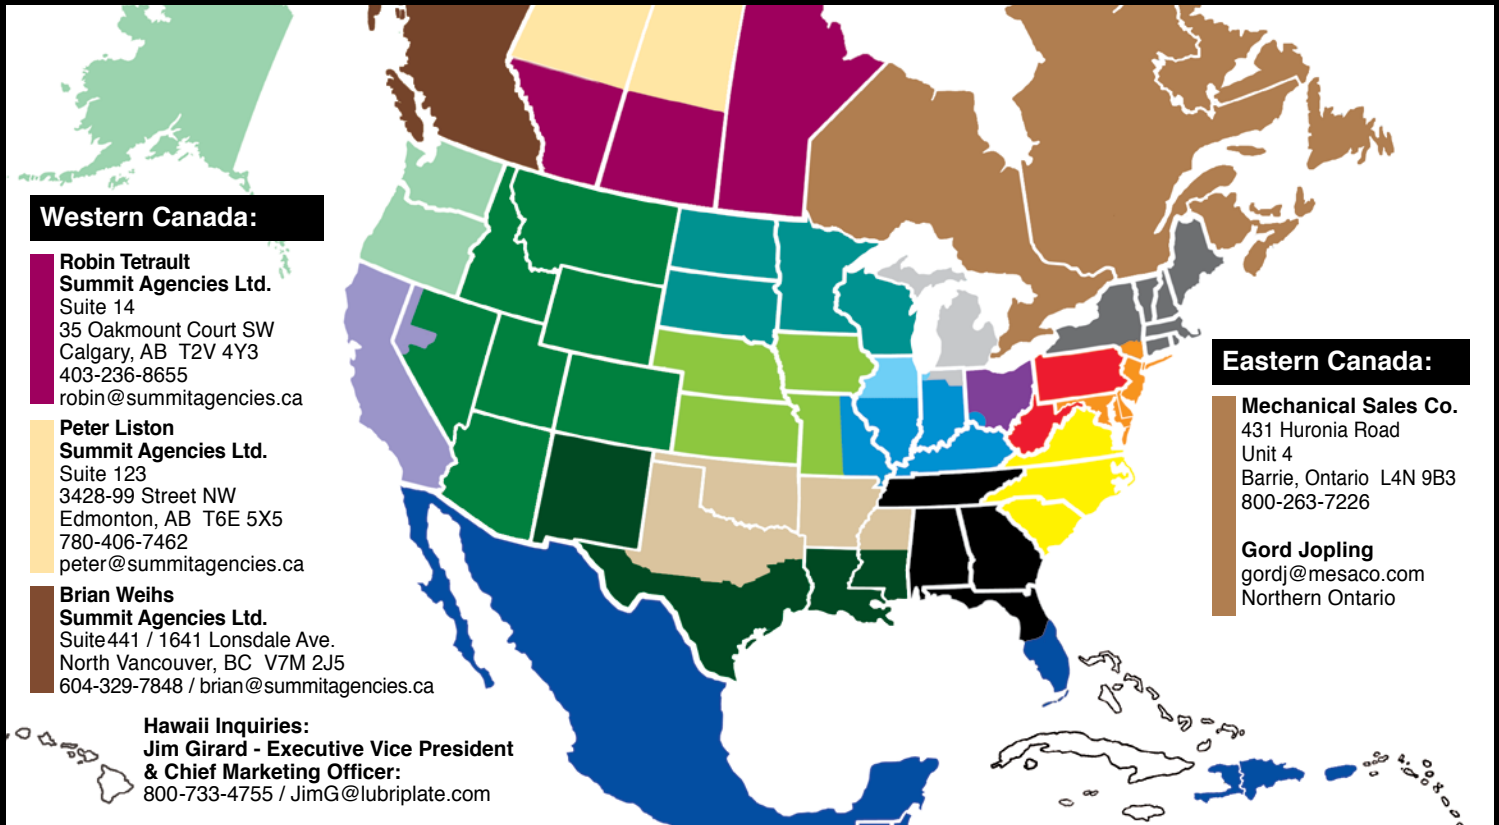 Western Canada:
Robin Tetrault
Summit Agencies Ltd.
Suite 14
35 Oakmount Court SW
Calgary, AB  T2V 4Y3
403-236-8655
robin@summitagencies.ca
Peter Liston
Summit Agencies Ltd.
Suite 123
3428-99 Street NW
Edmonton, AB  T6E 5X5
780-406-7462
peter@summitagencies.ca
Brian Weihs
Summit Agencies Ltd.
Suite441 / 1641 Lonsdale Ave.
North Vancouver, BC  V7M 2J5
604-329-7848 / brian@summitagencies.ca
Hawaii Inquiries:
Jim Girard - Executive Vice President
& Chief Marketing Officer:
800-733-4755 / JimG@lubriplate.com
Eastern Canada:
Mechanical Sales Co.
431 Huronia Road
Unit 4
Barrie, Ontario  L4N 9B3
800-263-7226
Gord Jopling
gordj@mesaco.com
Northern Ontario